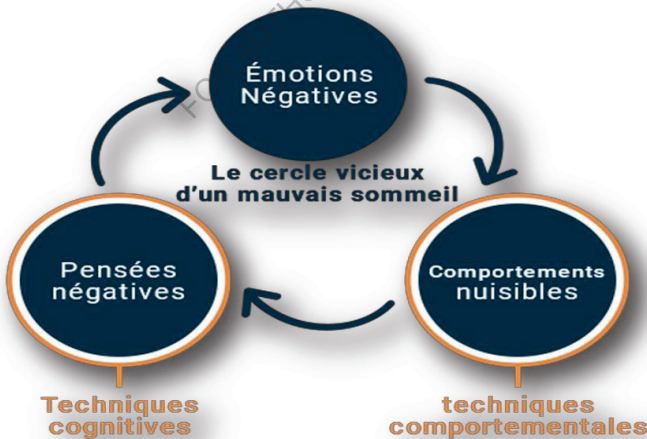 Émotions
Négatives
Le cercle vicieux
d'un mauvais sommeil
Pensées
négatives
Comportements
nuisibles
Techniques
cognitives
techniques
comportementales